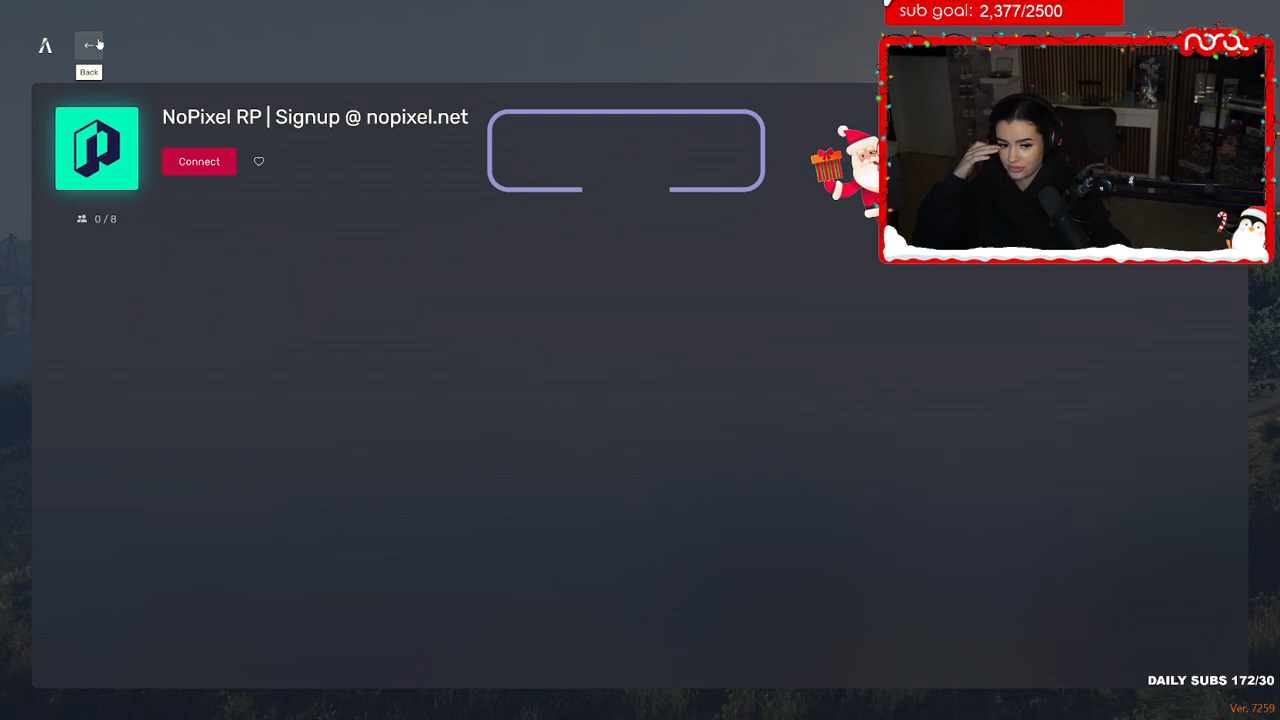 sub goal: 2,377/2500
nora
Back
NoPixel RP | Signup @ nopixel.net
Connect
0 / 8
DAILY SUBS 172/30
Ver. 7259